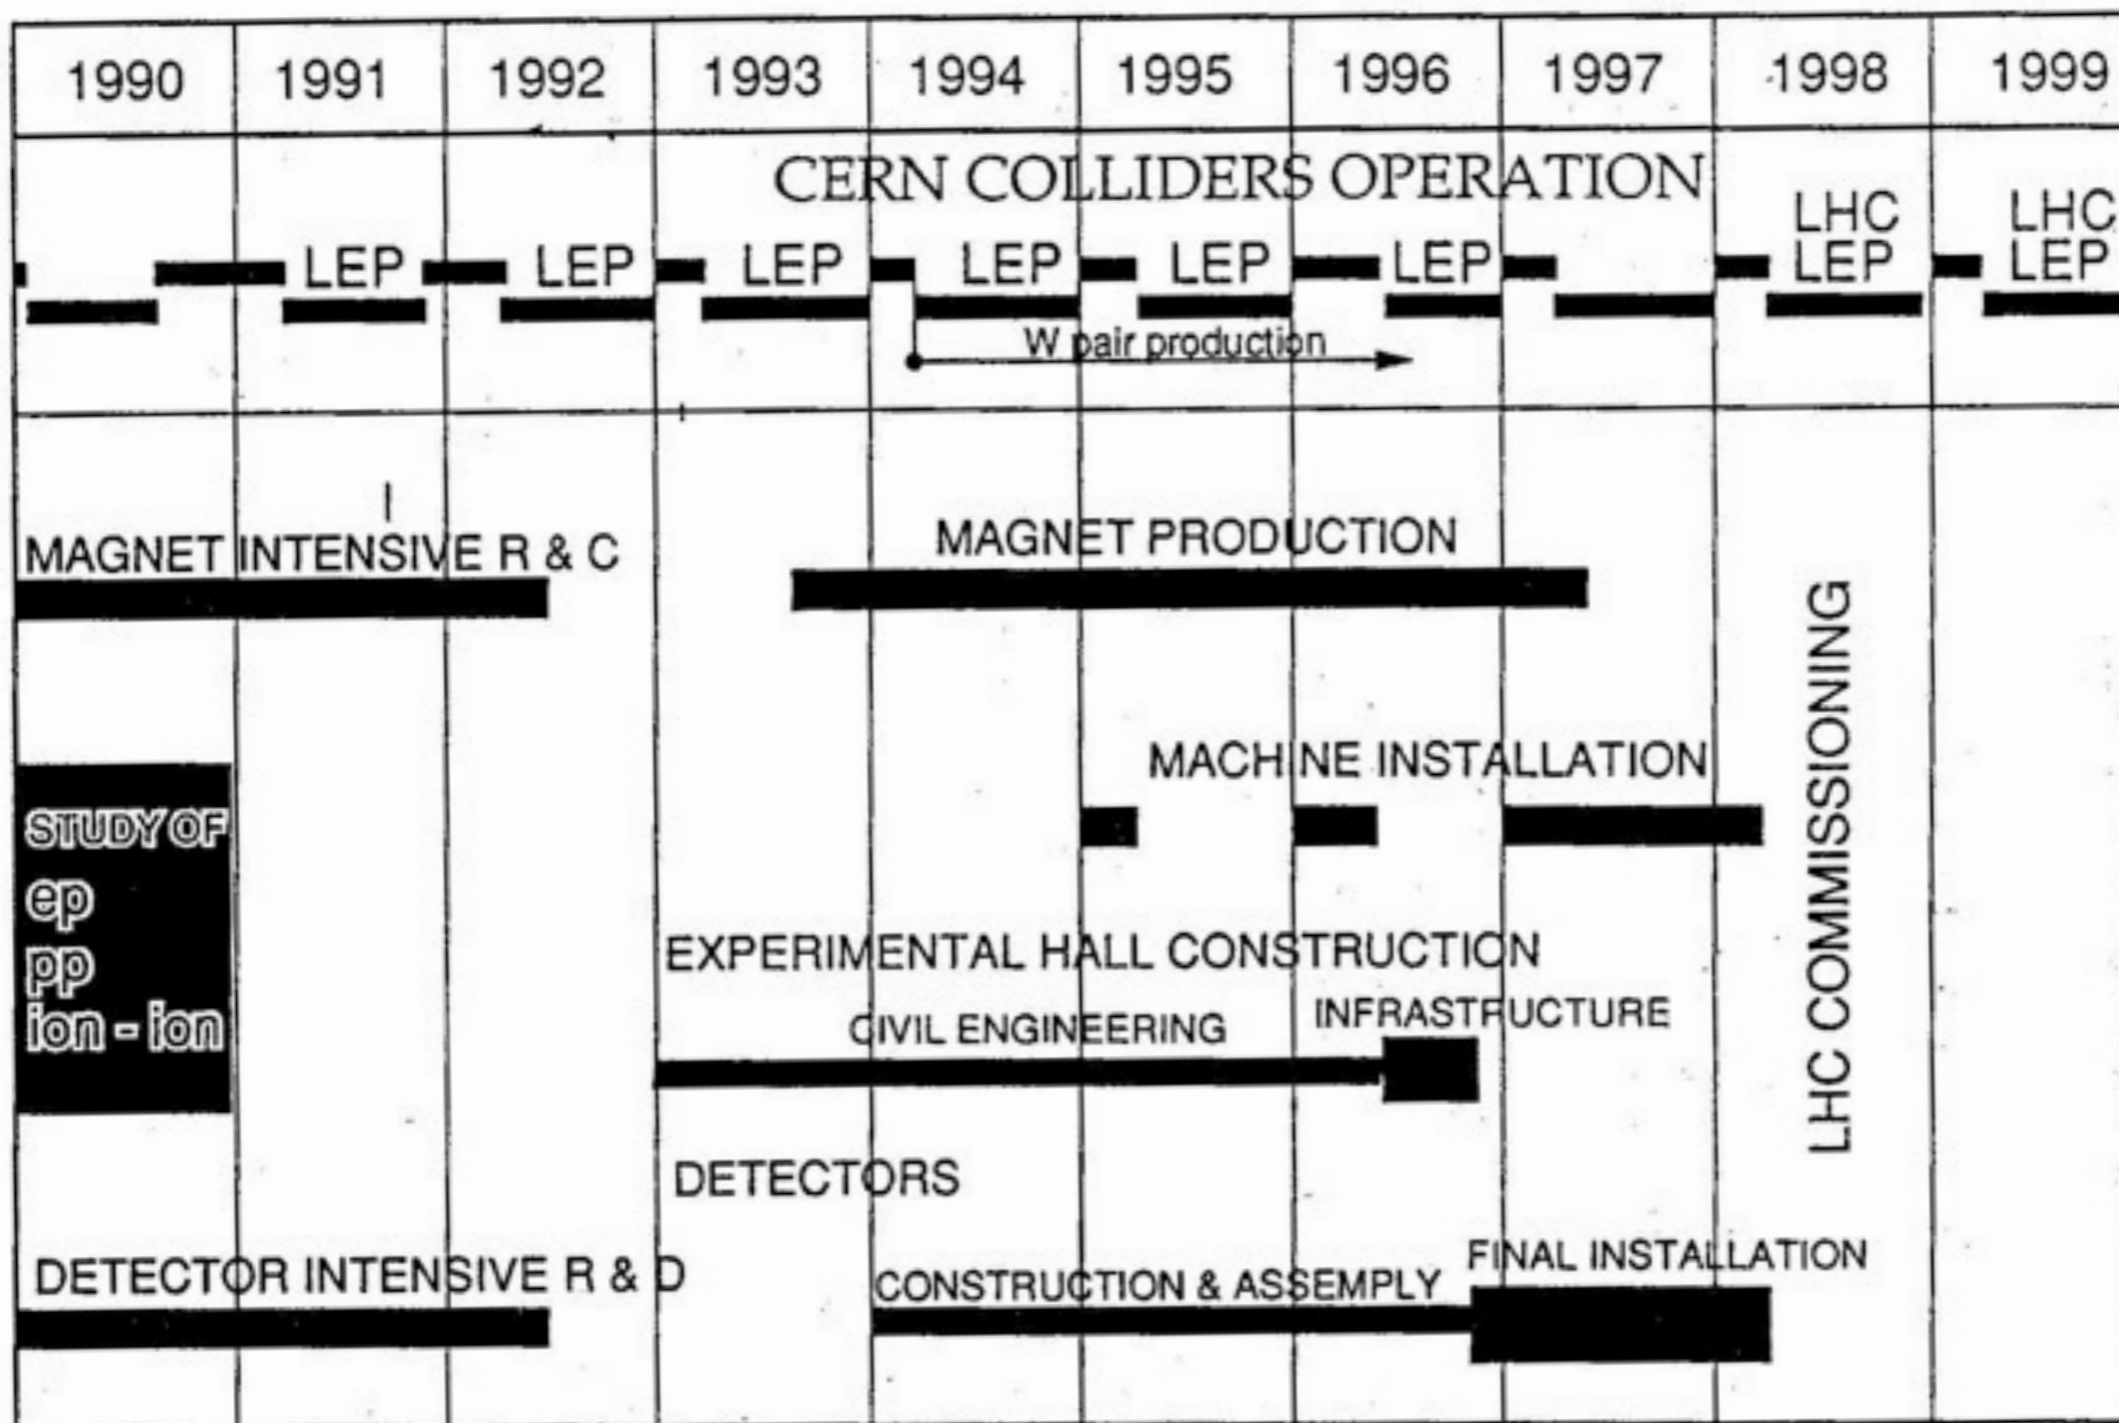 1990 1991 1992 1993 1994 1995 1996 1997 1998 1999
CERN COLLIDERS OPERATION
LHC LHC
LEP LEP LEP LEP LEP LEP LEP LEP
W pair production
MAGNET INTENSIVE R & C
MAGNET PRODUCTION
MACHINE INSTALLATION
LHC COMMISSIONING
STUDY OF
ep
pp
ion - ion
EXPERIMENTAL HALL CONSTRUCTION
CIVIL ENGINEERING
INFRASTRUCTURE
DETECTORS
DETECTOR INTENSIVE R & D
CONSTRUCTION & ASSEMPLY
FINAL INSTALLATION